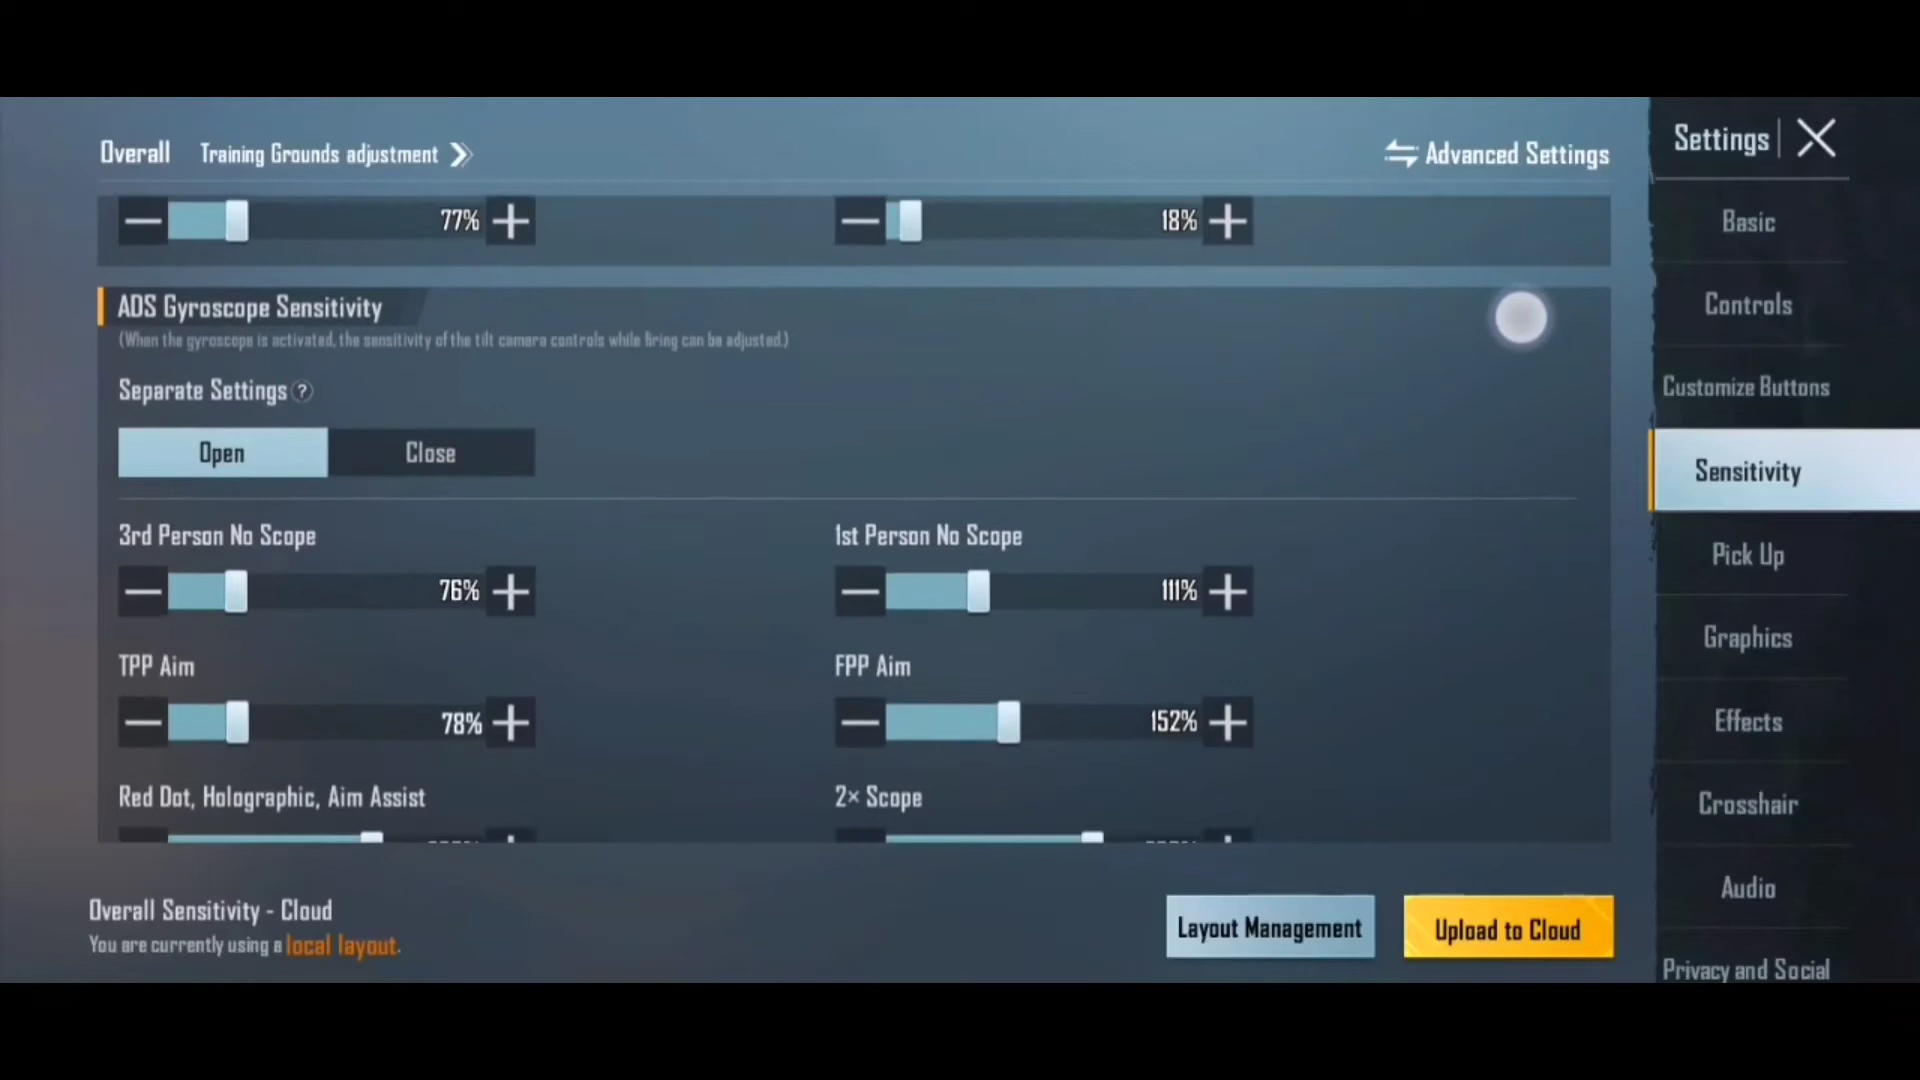 Overall Training Grounds adjustment
Advanced Settings
77%
18%
ADS Gyroscope Sensitivity
(When the gyroscope is activated, the sensitivity of the tilt camera controls while firing can be adjusted.)
Separate Settings ?
Open Close
3rd Person No Scope
1st Person No Scope
76%
111%
TPP Aim
FPP Aim
78%
152%
Red Dot, Holographic, Aim Assist
2× Scope
Overall Sensitivity - Cloud
You are currently using a local layout.
Layout Management
Upload to Cloud
Settings
Basic
Controls
Customize Buttons
Sensitivity
Pick Up
Graphics
Effects
Crosshair
Audio
Privacy and Social